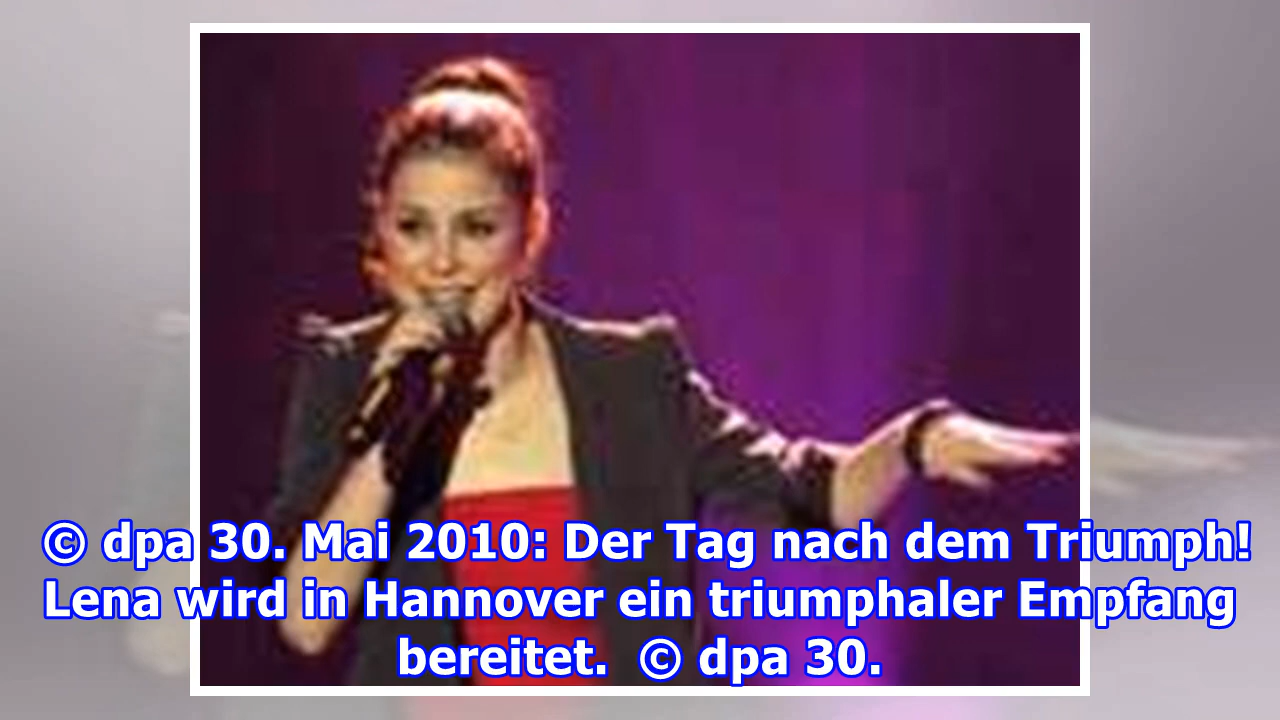 © dpa 30. Mai 2010: Der Tag nach dem Triumph!
Lena wird in Hannover ein triumphaler Empfang
bereitet.  © dpa 30.